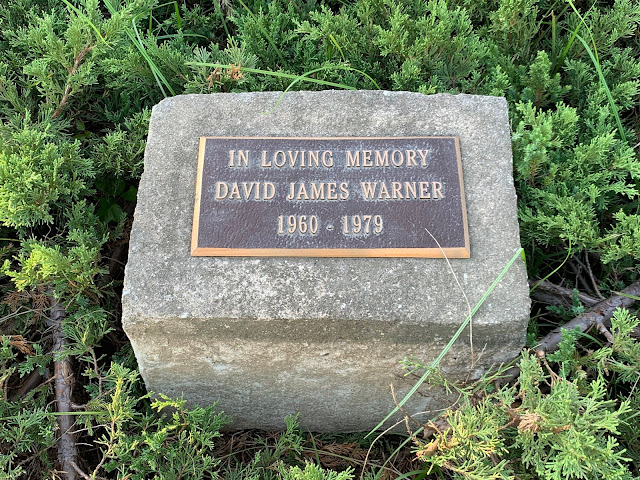 IN LOVING MEMORY
DAVID JAMES WARNER
1960 - 1979